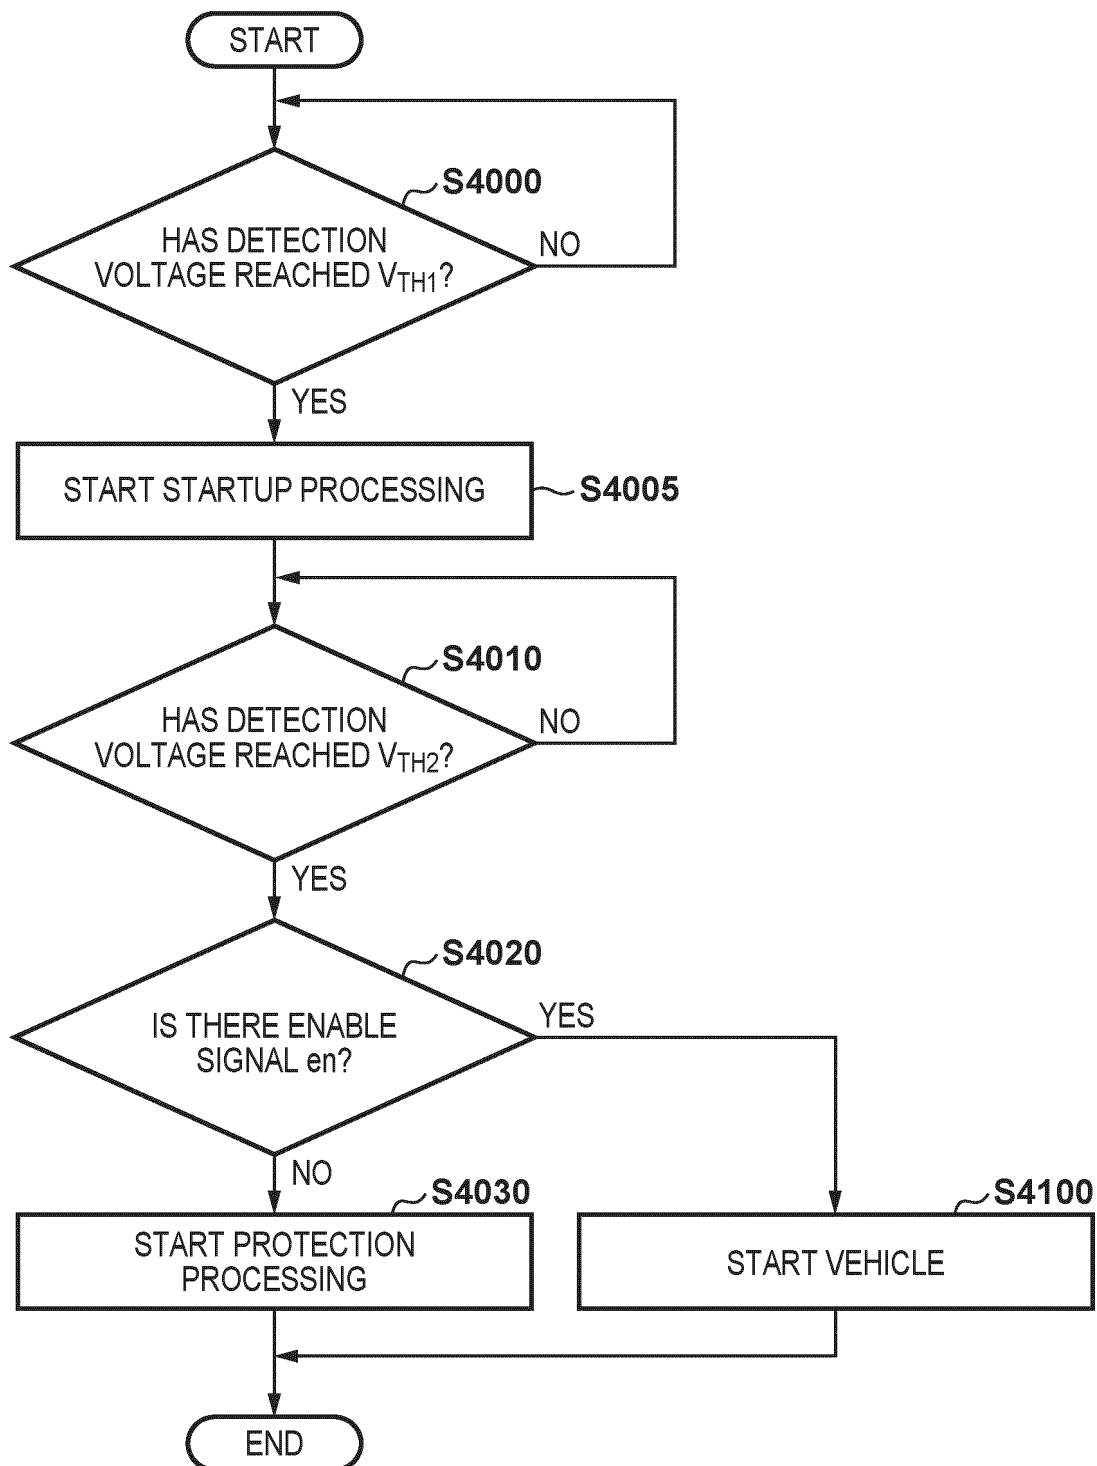 START
S4000
HAS DETECTION
VOLTAGE REACHED VTH1?
NO
YES
START STARTUP PROCESSING
S4005
S4010
HAS DETECTION
VOLTAGE REACHED VTH2?
NO
YES
S4020
IS THERE ENABLE
SIGNAL en?
YES
NO
S4030
START PROTECTION
PROCESSING
S4100
START VEHICLE
END